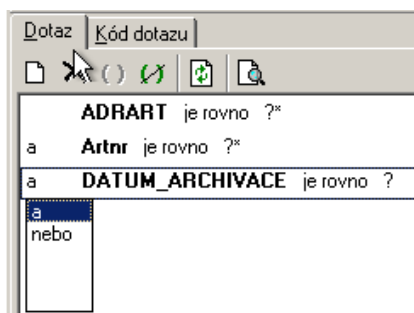 Dotaz Kód dotazu
ADRART je rovno ?*
a Artnr je rovno ?*
a DATUM_ARCHIVACE je rovno ?
a
nebo